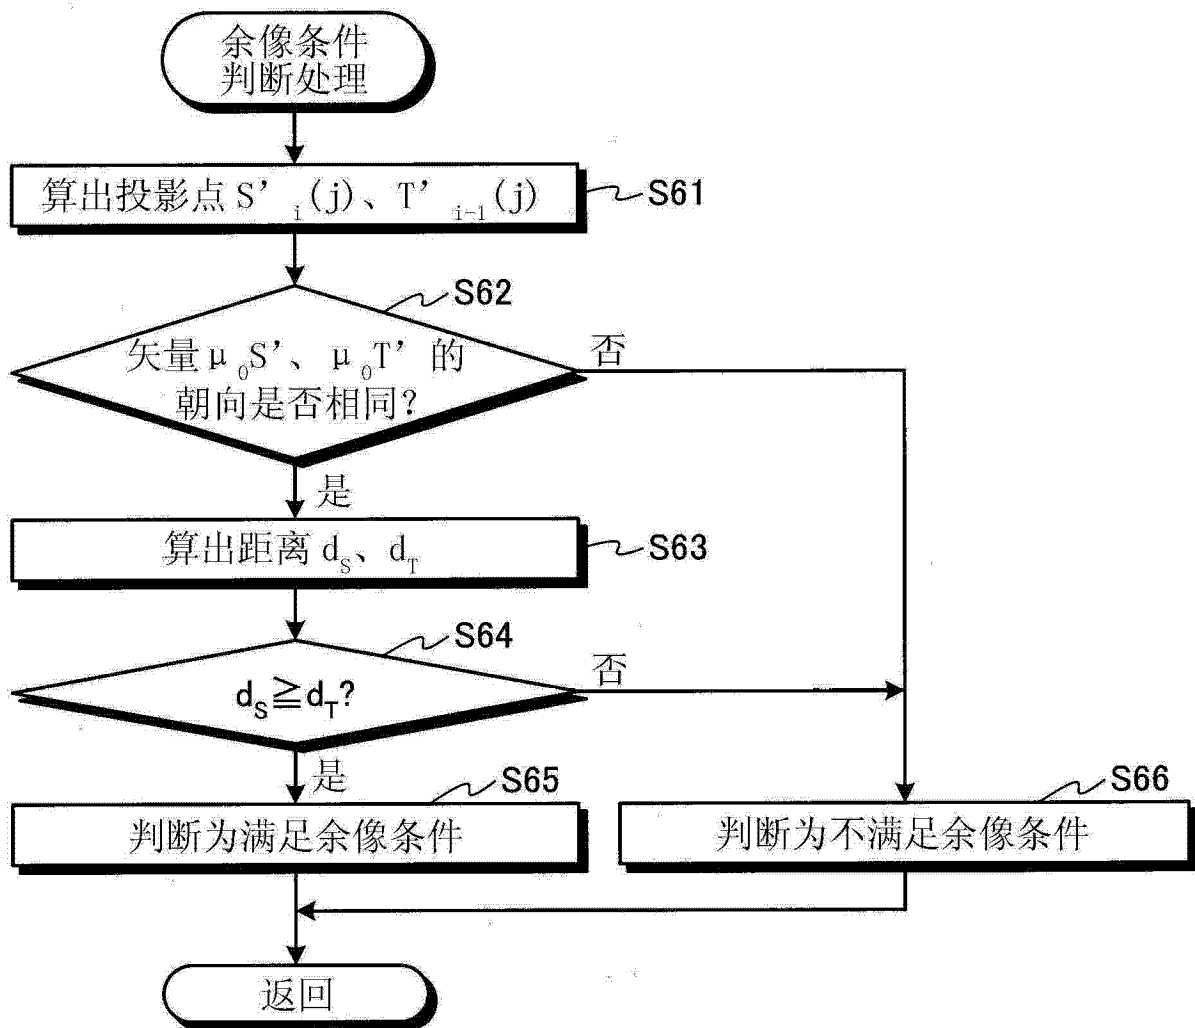 余像条件
判断处理
算出投影点 S’i(j)、T’i-1(j)
S61
S62
矢量μ0S’、μ0T’的
朝向是否相同?
否
是
算出距离 dS、dT
S63
S64
dS≧dT?
否
是
S65
判断为满足余像条件
S66
判断为不满足余像条件
返回